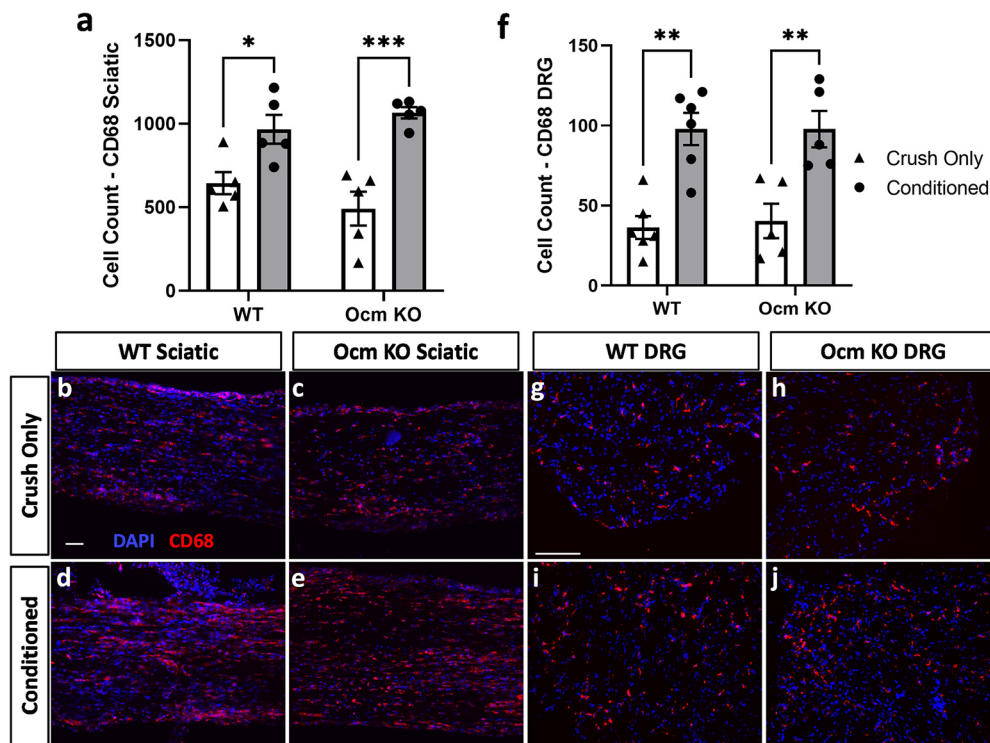 a
Cell Count - CD68 Sciatic
1500
1000
500
0
*
***
WT
Ocm KO
f
Cell Count - CD68 DRG
150
100
50
0
**
**
WT
Ocm KO
Crush Only
Conditioned
WT Sciatic
Ocm KO Sciatic
WT DRG
Ocm KO DRG
Crush Only
b
c
g
h
DAPI CD68
Conditioned
d
e
i
j